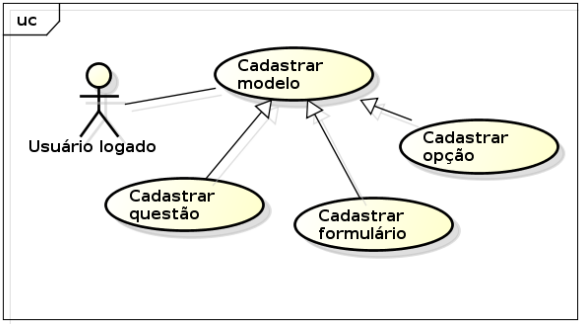 uc
Cadastrar
modelo
Usuário logado
Cadastrar
opção
Cadastrar
questão
Cadastrar
formulário